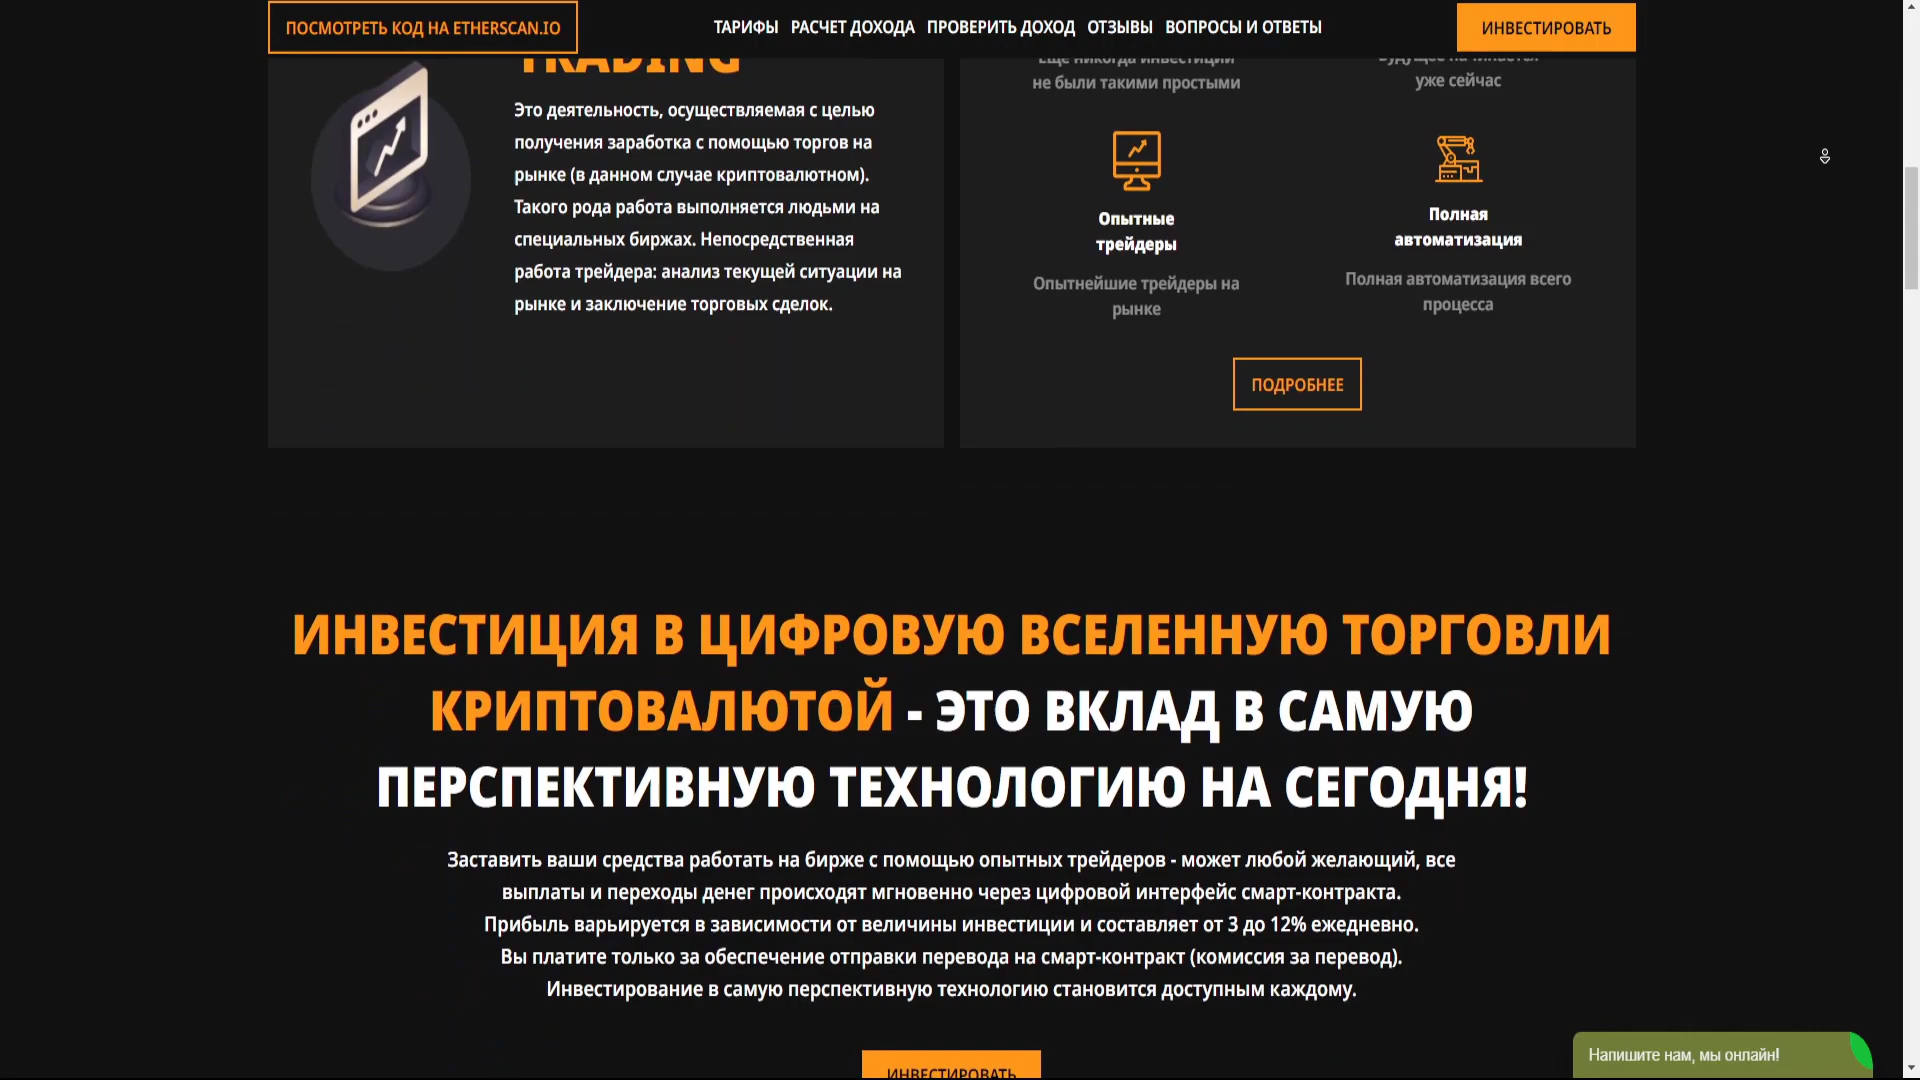 ПОСМОТРЕТЬ КОД НА ETHERSCAN.IO
ТАРИФЫ РАСЧЕТ ДОХОДА ПРОВЕРИТЬ ДОХОД ОТЗЫВЫ ВОПРОСЫ И ОТВЕТЫ
ИНВЕСТИРОВАТЬ
TRADING
Это деятельность, осуществляемая с целью
получения заработка с помощью торгов на
рынке (в данном случае криптовалютном).
Такого рода работа выполняется людьми на
специальных биржах. Непосредственная
работа трейдера: анализ текущей ситуации на
рынке и заключение торговых сделок.
Еще никогда инвестиции
не были такими простыми
Будущее начинается
уже сейчас
Опытные
трейдеры
Опытнейшие трейдеры на
рынке
Полная
автоматизация
Полная автоматизация всего
процесса
ПОДРОБНЕЕ
ИНВЕСТИЦИЯ В ЦИФРОВУЮ ВСЕЛЕННУЮ ТОРГОВЛИ
КРИПТОВАЛЮТОЙ - ЭТО ВКЛАД В САМУЮ
ПЕРСПЕКТИВНУЮ ТЕХНОЛОГИЮ НА СЕГОДНЯ!
Заставить ваши средства работать на бирже с помощью опытных трейдеров - может любой желающий, все
выплаты и переходы денег происходят мгновенно через цифровой интерфейс смарт-контракта.
Прибыль варьируется в зависимости от величины инвестиции и составляет от 3 до 12% ежедневно.
Вы платите только за обеспечение отправки перевода на смарт-контракт (комиссия за перевод).
Инвестирование в самую перспективную технологию становится доступным каждому.
ИНВЕСТИРОВАТЬ
Напишите нам, мы онлайн!